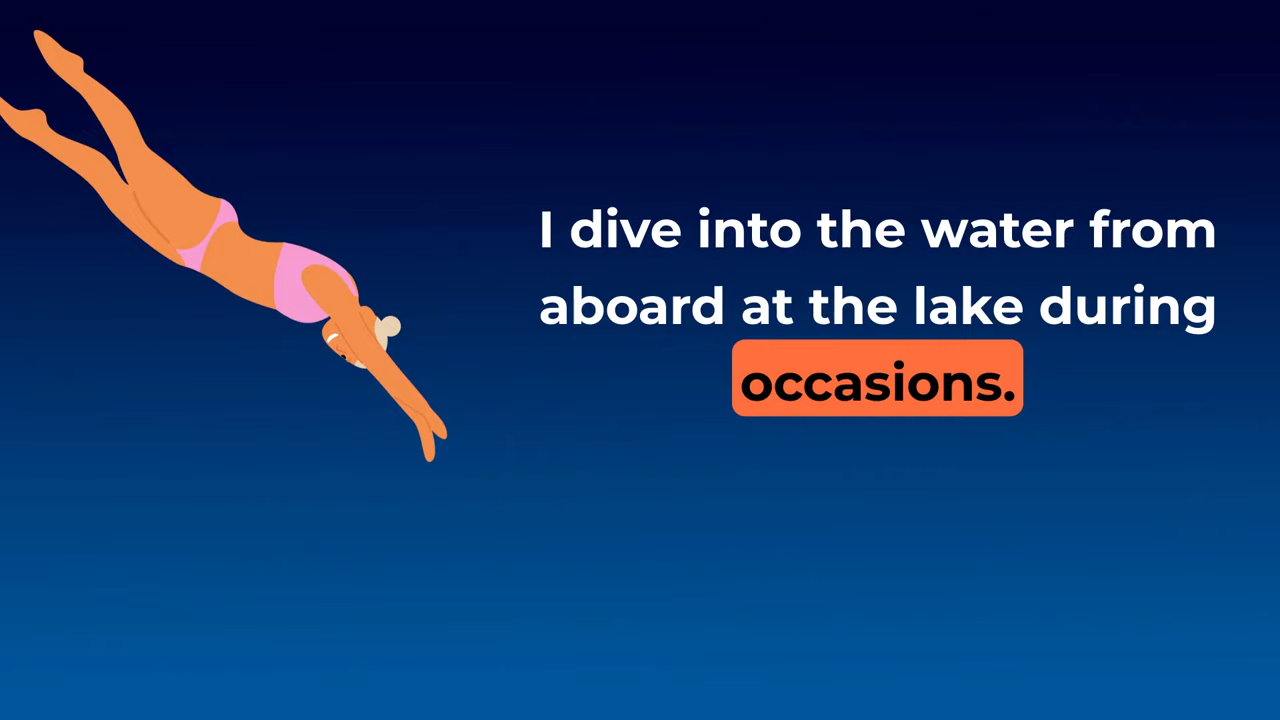 I dive into the water from
aboard at the lake during
occasions.